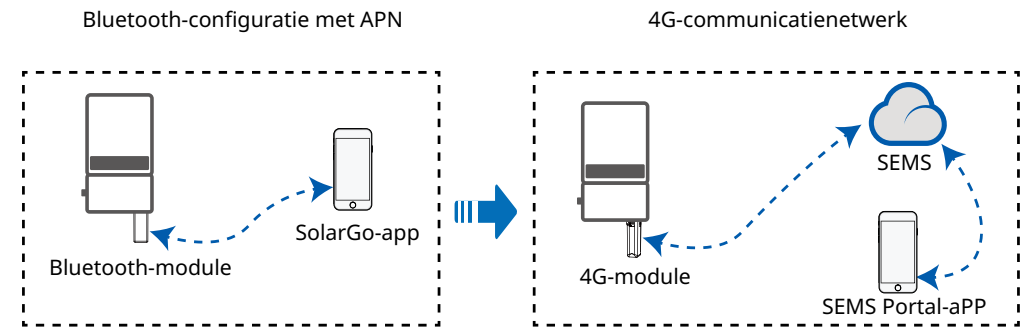 Bluetooth-configuratie met APN
4G-communicatienetwerk
SolarGo-app
Bluetooth-module
SEMS
4G-module
SEMS Portal-aPP